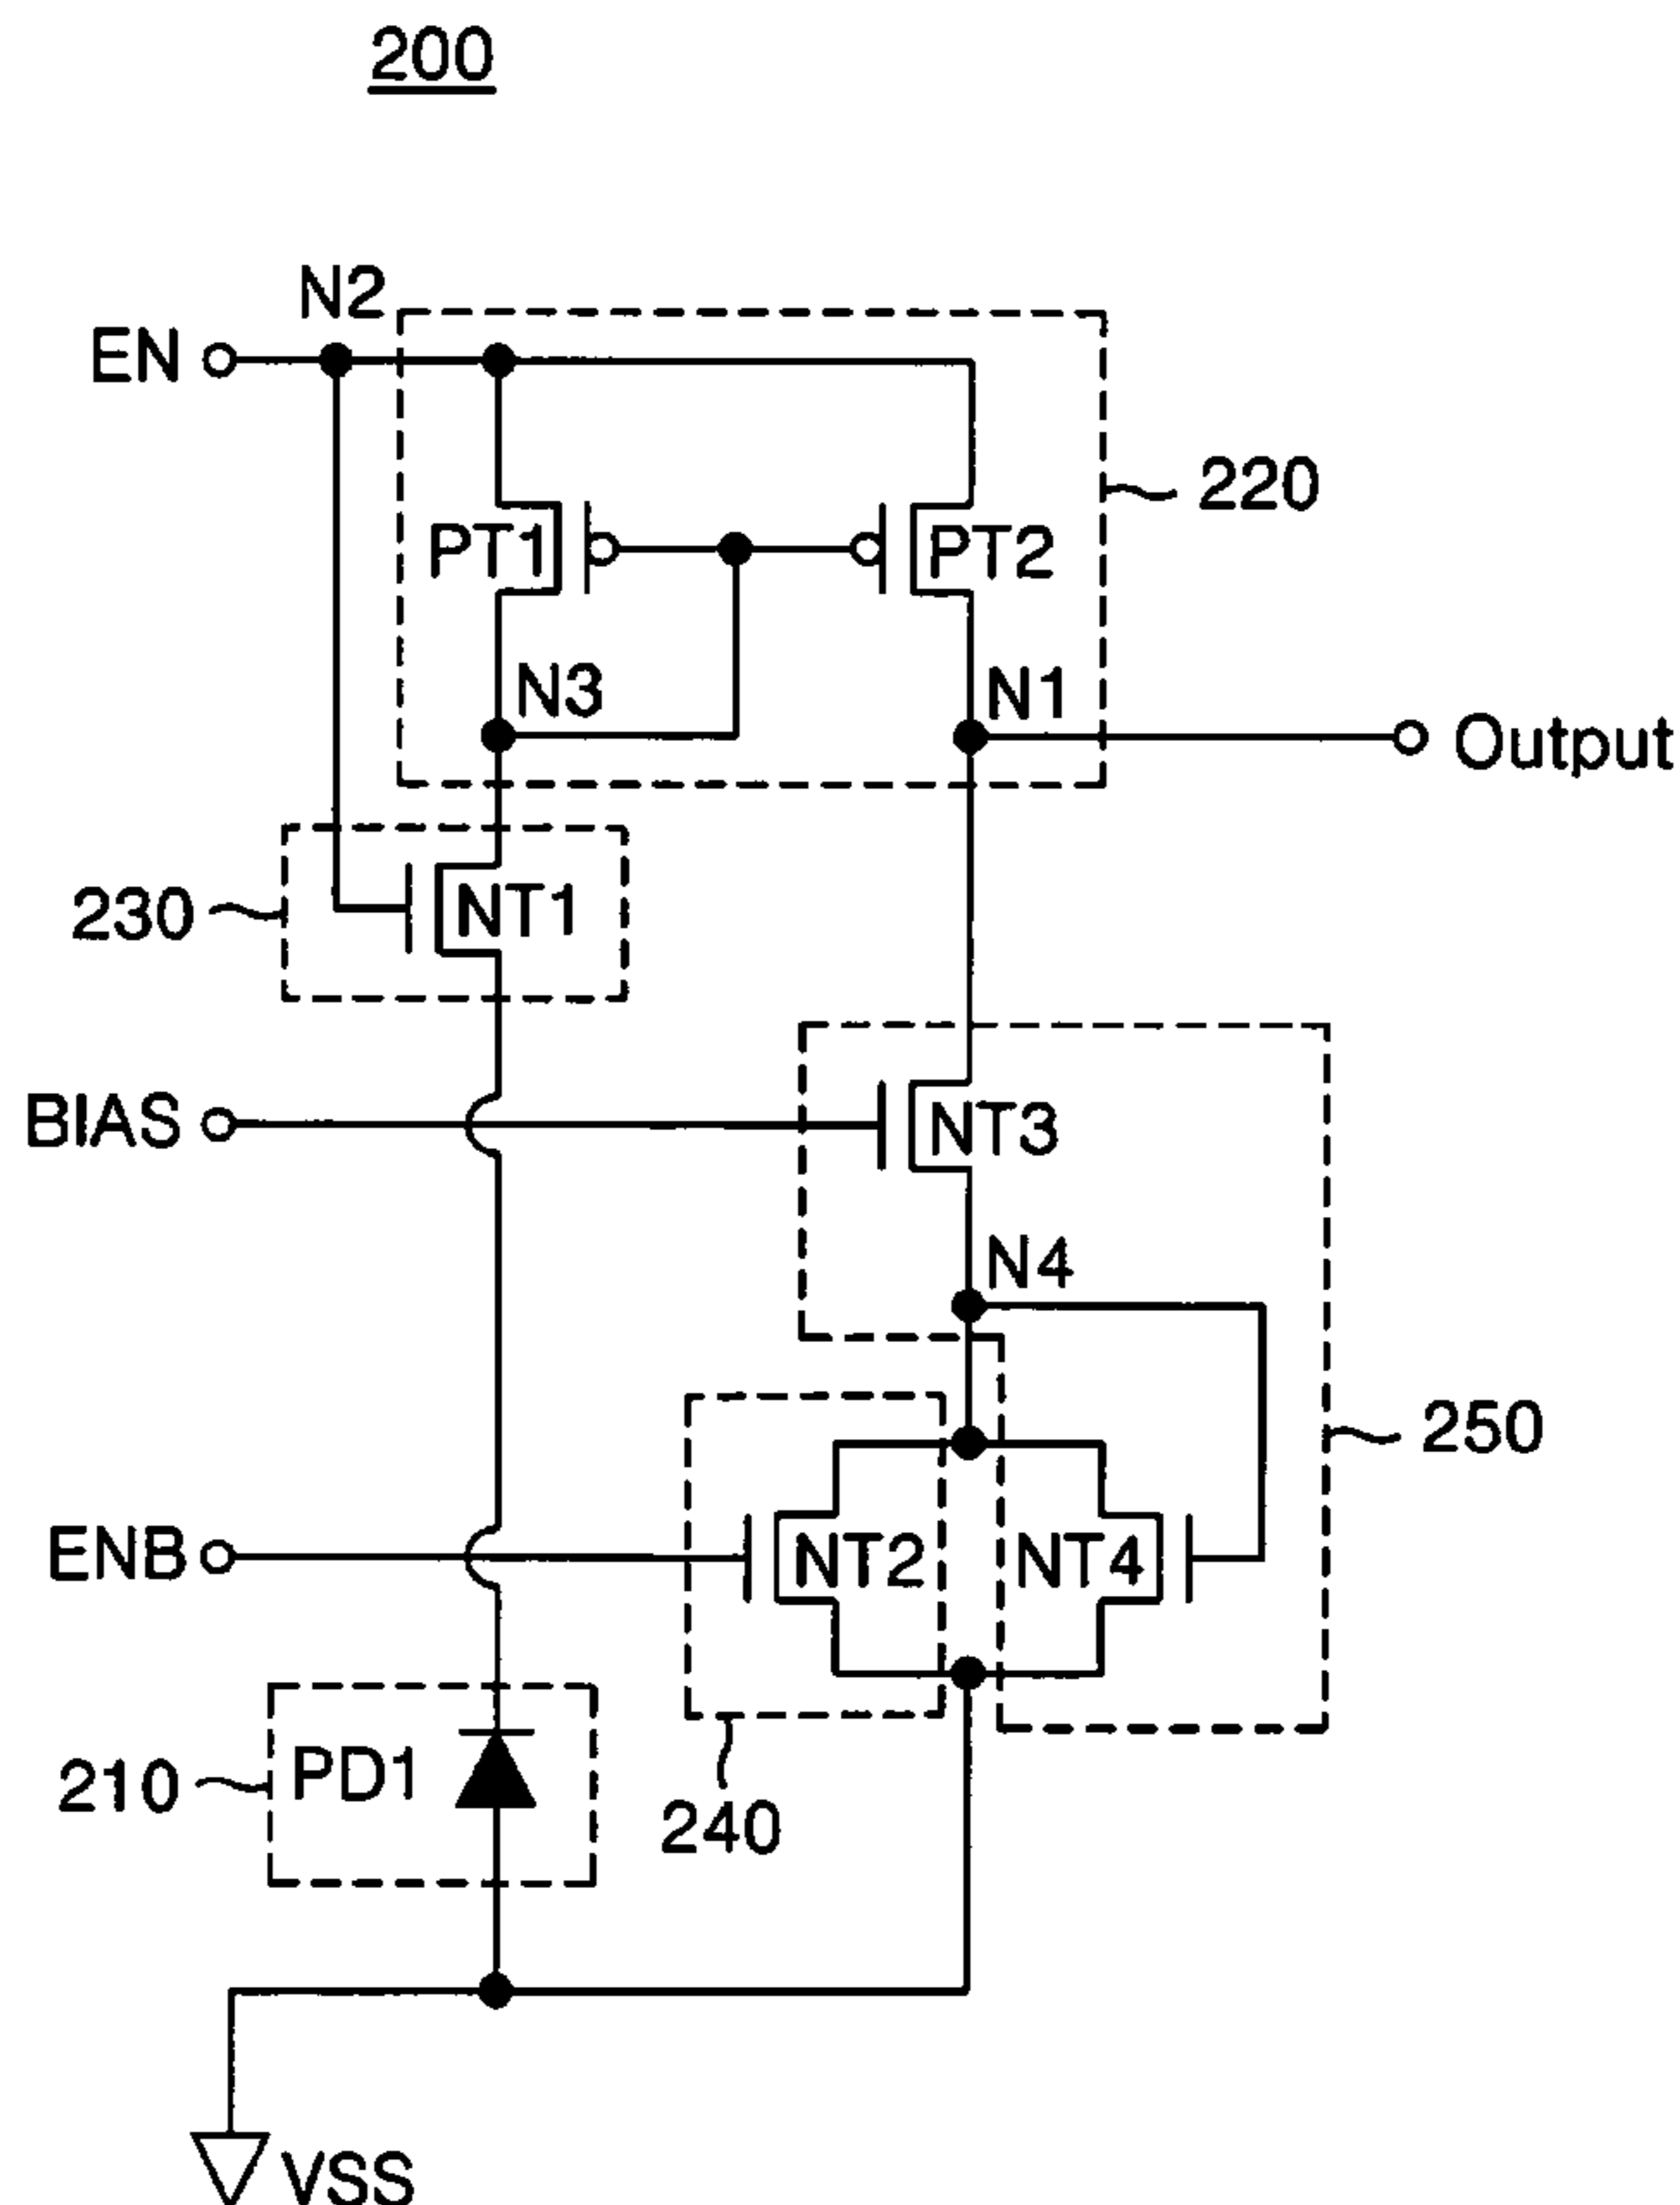 200
N2
EN
220
PT1
PT2
N3
N1
Output
230
NT1
BIAS
NT3
N4
250
ENB
NT2
NT4
210
PD1
240
VSS